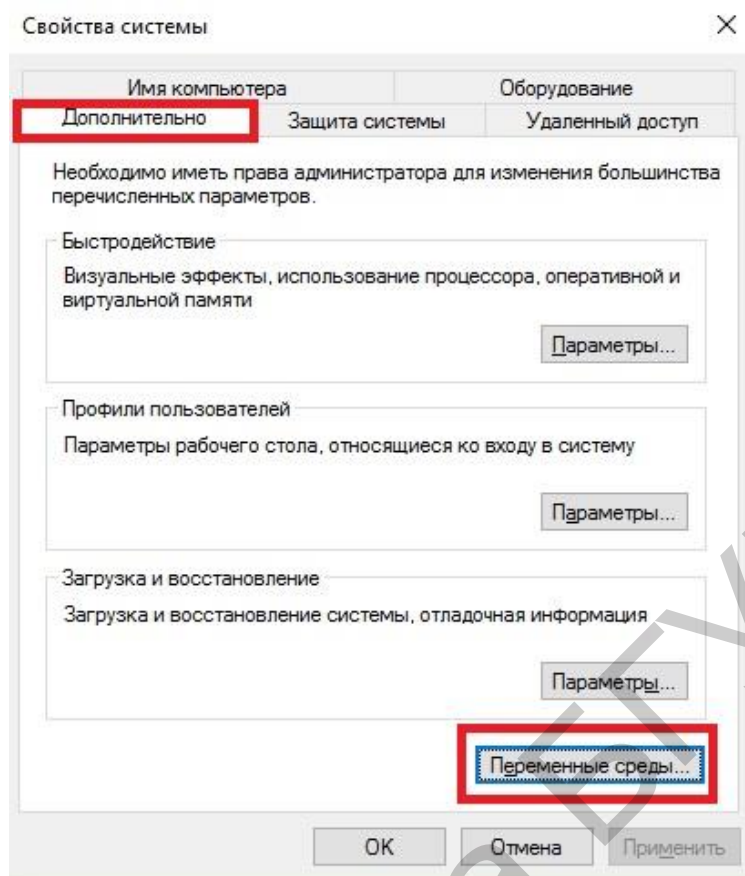 Свойства системы
Имя компьютера
Оборудование
Дополнительно
Защита системы
Удаленный доступ
Необходимо иметь права администратора для изменения большинства
перечисленных параметров.
Быстродействие
Визуальные эффекты, использование процессора, оперативной и
виртуальной памяти
Параметры...
Профили пользователей
Параметры рабочего стола, относящиеся ко входу в систему
Параметры...
Загрузка и восстановление
Загрузка и восстановление системы, отладочная информация
Параметры...
Переменные среды...
OK
Отмена
Применить